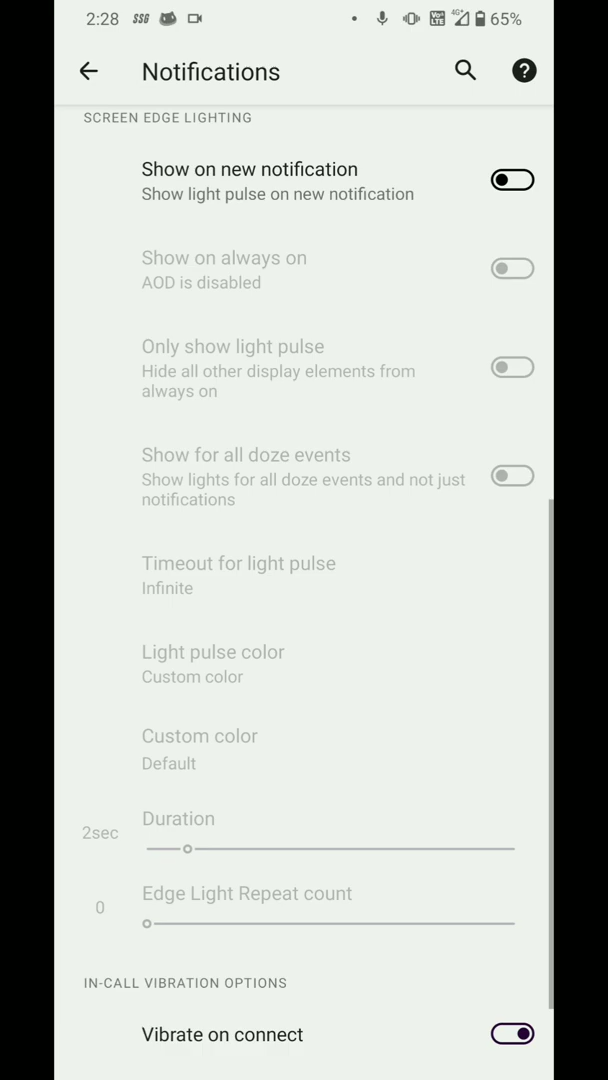 2:28 SSG 4G+ Vo LTE 65%
Notifications
SCREEN EDGE LIGHTING
Show on new notification
Show light pulse on new notification
Show on always on
AOD is disabled
Only show light pulse
Hide all other display elements from
always on
Show for all doze events
Show lights for all doze events and not just
notifications
Timeout for light pulse
Infinite
Light pulse color
Custom color
Custom color
Default
Duration
2sec
Edge Light Repeat count
0
IN-CALL VIBRATION OPTIONS
Vibrate on connect